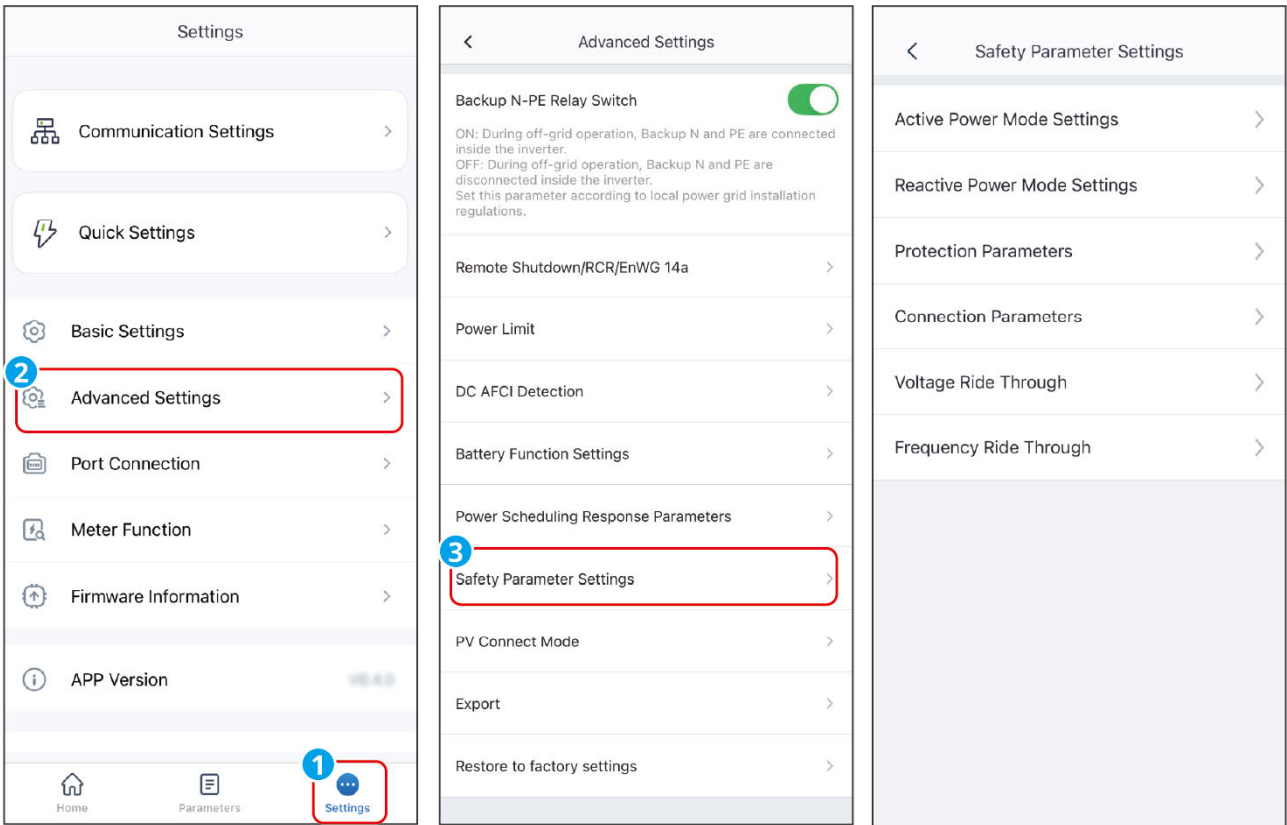 Settings
Communication Settings
Quick Settings
Basic Settings
2
Advanced Settings
Port Connection
Meter Function
Firmware Information
APP Version
V6.4.0
1
Home
Parameters
Settings
Advanced Settings
Backup N-PE Relay Switch
ON: During off-grid operation, Backup N and PE are connected
inside the inverter.
OFF: During off-grid operation, Backup N and PE are
disconnected inside the inverter.
Set this parameter according to local power grid installation
regulations.
Remote Shutdown/RCR/EnWG 14a
Power Limit
DC AFCI Detection
Battery Function Settings
Power Scheduling Response Parameters
3
Safety Parameter Settings
PV Connect Mode
Export
Restore to factory settings
Safety Parameter Settings
Active Power Mode Settings
Reactive Power Mode Settings
Protection Parameters
Connection Parameters
Voltage Ride Through
Frequency Ride Through